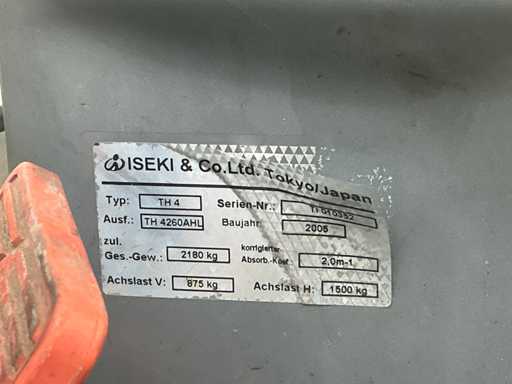 ISEKI & Co.Ltd. Tokyo/Japan
Typ: TH 4 Serien-Nr.:
Ausf.: TH 4260AHL Baujahr: 2005
zul.
Ges.-Gew.: 2180 kg korrigierter Absorb.-Koef. 2,0m-1
Achslast V: 875 kg Achslast H: 1500 kg